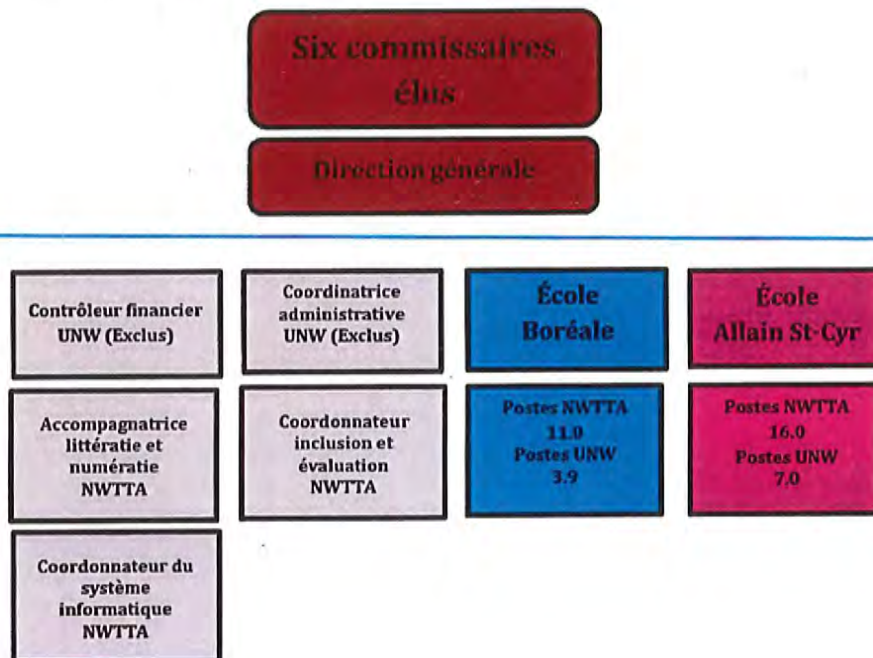 Six commissaires
élus
Direction générale
Contrôleur financier
UNW (Exclus)
Coordinatrice
administrative
UNW (Exclus)
École
Boréale
École
Allain St-Cyr
Accompagnatrice
littératie et
numératie
NWTTA
Coordonnateur
inclusion et
évaluation
NWTTA
Postes NWTTA
11.0
Postes UNW
3.9
Postes NWTTA
16.0
Postes UNW
7.0
Coordonnateur du
système
informatique
NWTTA